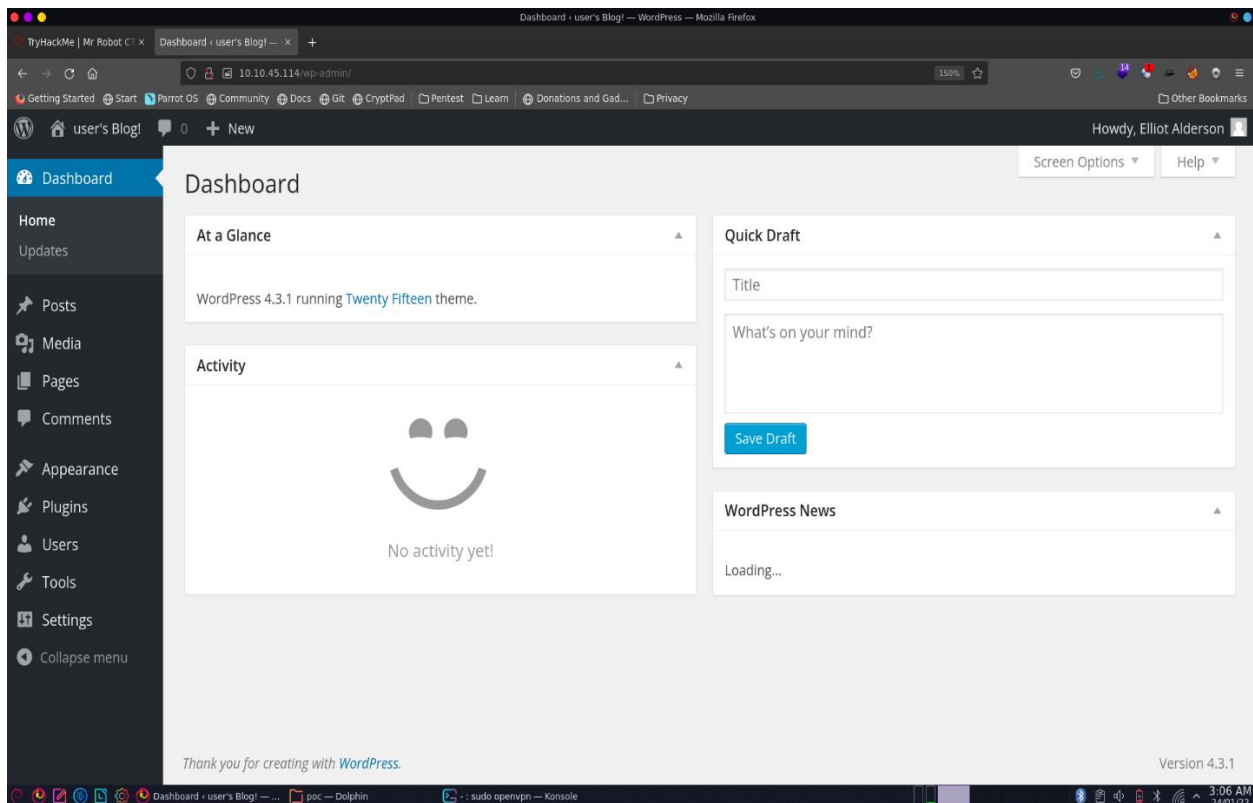 Dashboard ‹ user's Blog! — WordPress — Mozilla Firefox
TryHackMe | Mr Robot CT
Dashboard ‹ user's Blog! —
10.10.45.114/wp-admin/
150%
14
Getting Started Start Parrot OS Community Docs Git CryptPad Pentest Learn Donations and Gad... Privacy Other Bookmarks
user's Blog! 0 + New Howdy, Elliot Alderson
Screen Options Help
Dashboard
Home
Updates
Posts
Media
Pages
Comments
Appearance
Plugins
Users
Tools
Settings
Collapse menu
Dashboard
At a Glance
WordPress 4.3.1 running Twenty Fifteen theme.
Activity
No activity yet!
Quick Draft
Title
What's on your mind?
Save Draft
WordPress News
Loading...
Thank you for creating with WordPress. Version 4.3.1
Dashboard ‹ user's Blog! — ... poc — Dolphin - : sudo openvpn — Konsole 3:06 AM